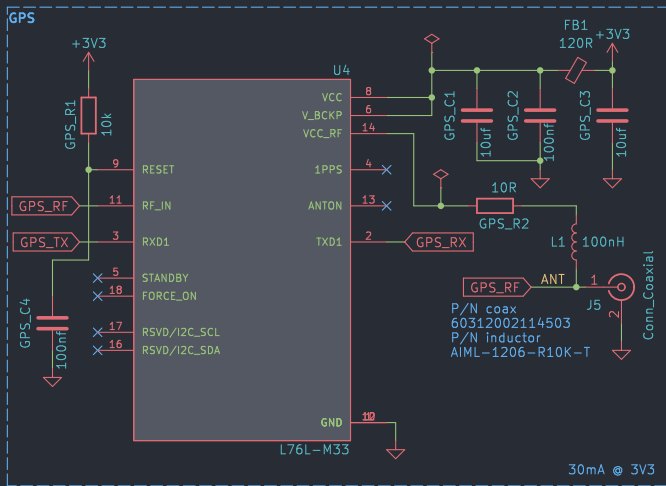 GPS
+3V3
GPS_R1
10k
U4
FB1
120R
+3V3
VCC 8
V_BCKP 6
VCC_RF 14
GPS_C1
10uf
GPS_C2
100nf
GPS_C3
10uf
9 RESET
1PPS 4
GPS_RF 11 RF_IN
ANTON 13
10R
GPS_R2
GPS_TX 3 RXD1
TXD1 2 GPS_RX
L1 100nH
5 STANDBY
18 FORCE_ON
GPS_RF ANT 1
J5
2
Conn_Coaxial
GPS_C4
100nf
17 RSVD/I2C_SCL
16 RSVD/I2C_SDA
P/N coax
60312002114503
P/N inductor
AIML-1206-R10K-T
GND
L76L-M33
30mA @ 3V3